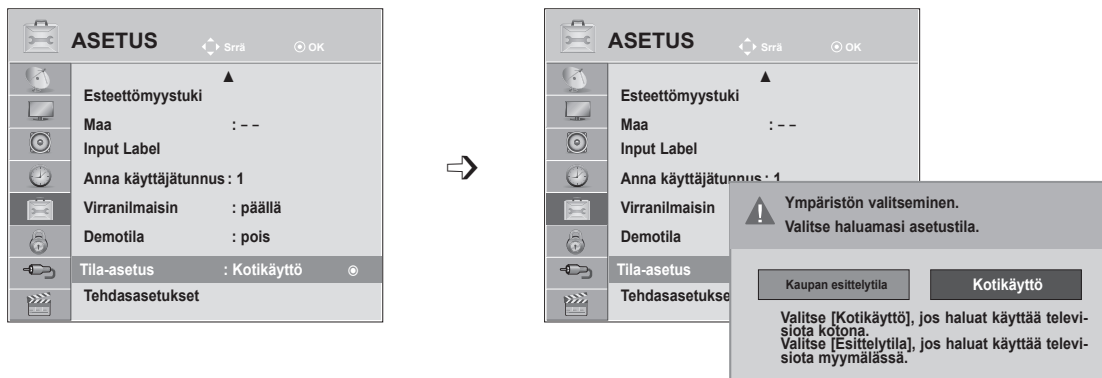 ASETUS Srrä OK
▲
Esteettömyystuki
Maa : – –
Input Label
Anna käyttäjätunnus : 1
Virranilmaisin : päällä
Demotila : pois
Tila-asetus : Kotikäyttö
Tehdasasetukset
ASETUS Srrä OK
▲
Esteettömyystuki
Maa : – –
Input Label
Anna käyttäjätunnus : 1
Virranilmaisin
Demotila
Tila-asetus
Tehdasasetukse
Ympäristön valitseminen.
Valitse haluamasi asetustila.
Kaupan esittelytila Kotikäyttö
Valitse [Kotikäyttö], jos haluat käyttää televi-
siota kotona.
Valitse [Esittelytila], jos haluat käyttää televi-
siota myymälässä.